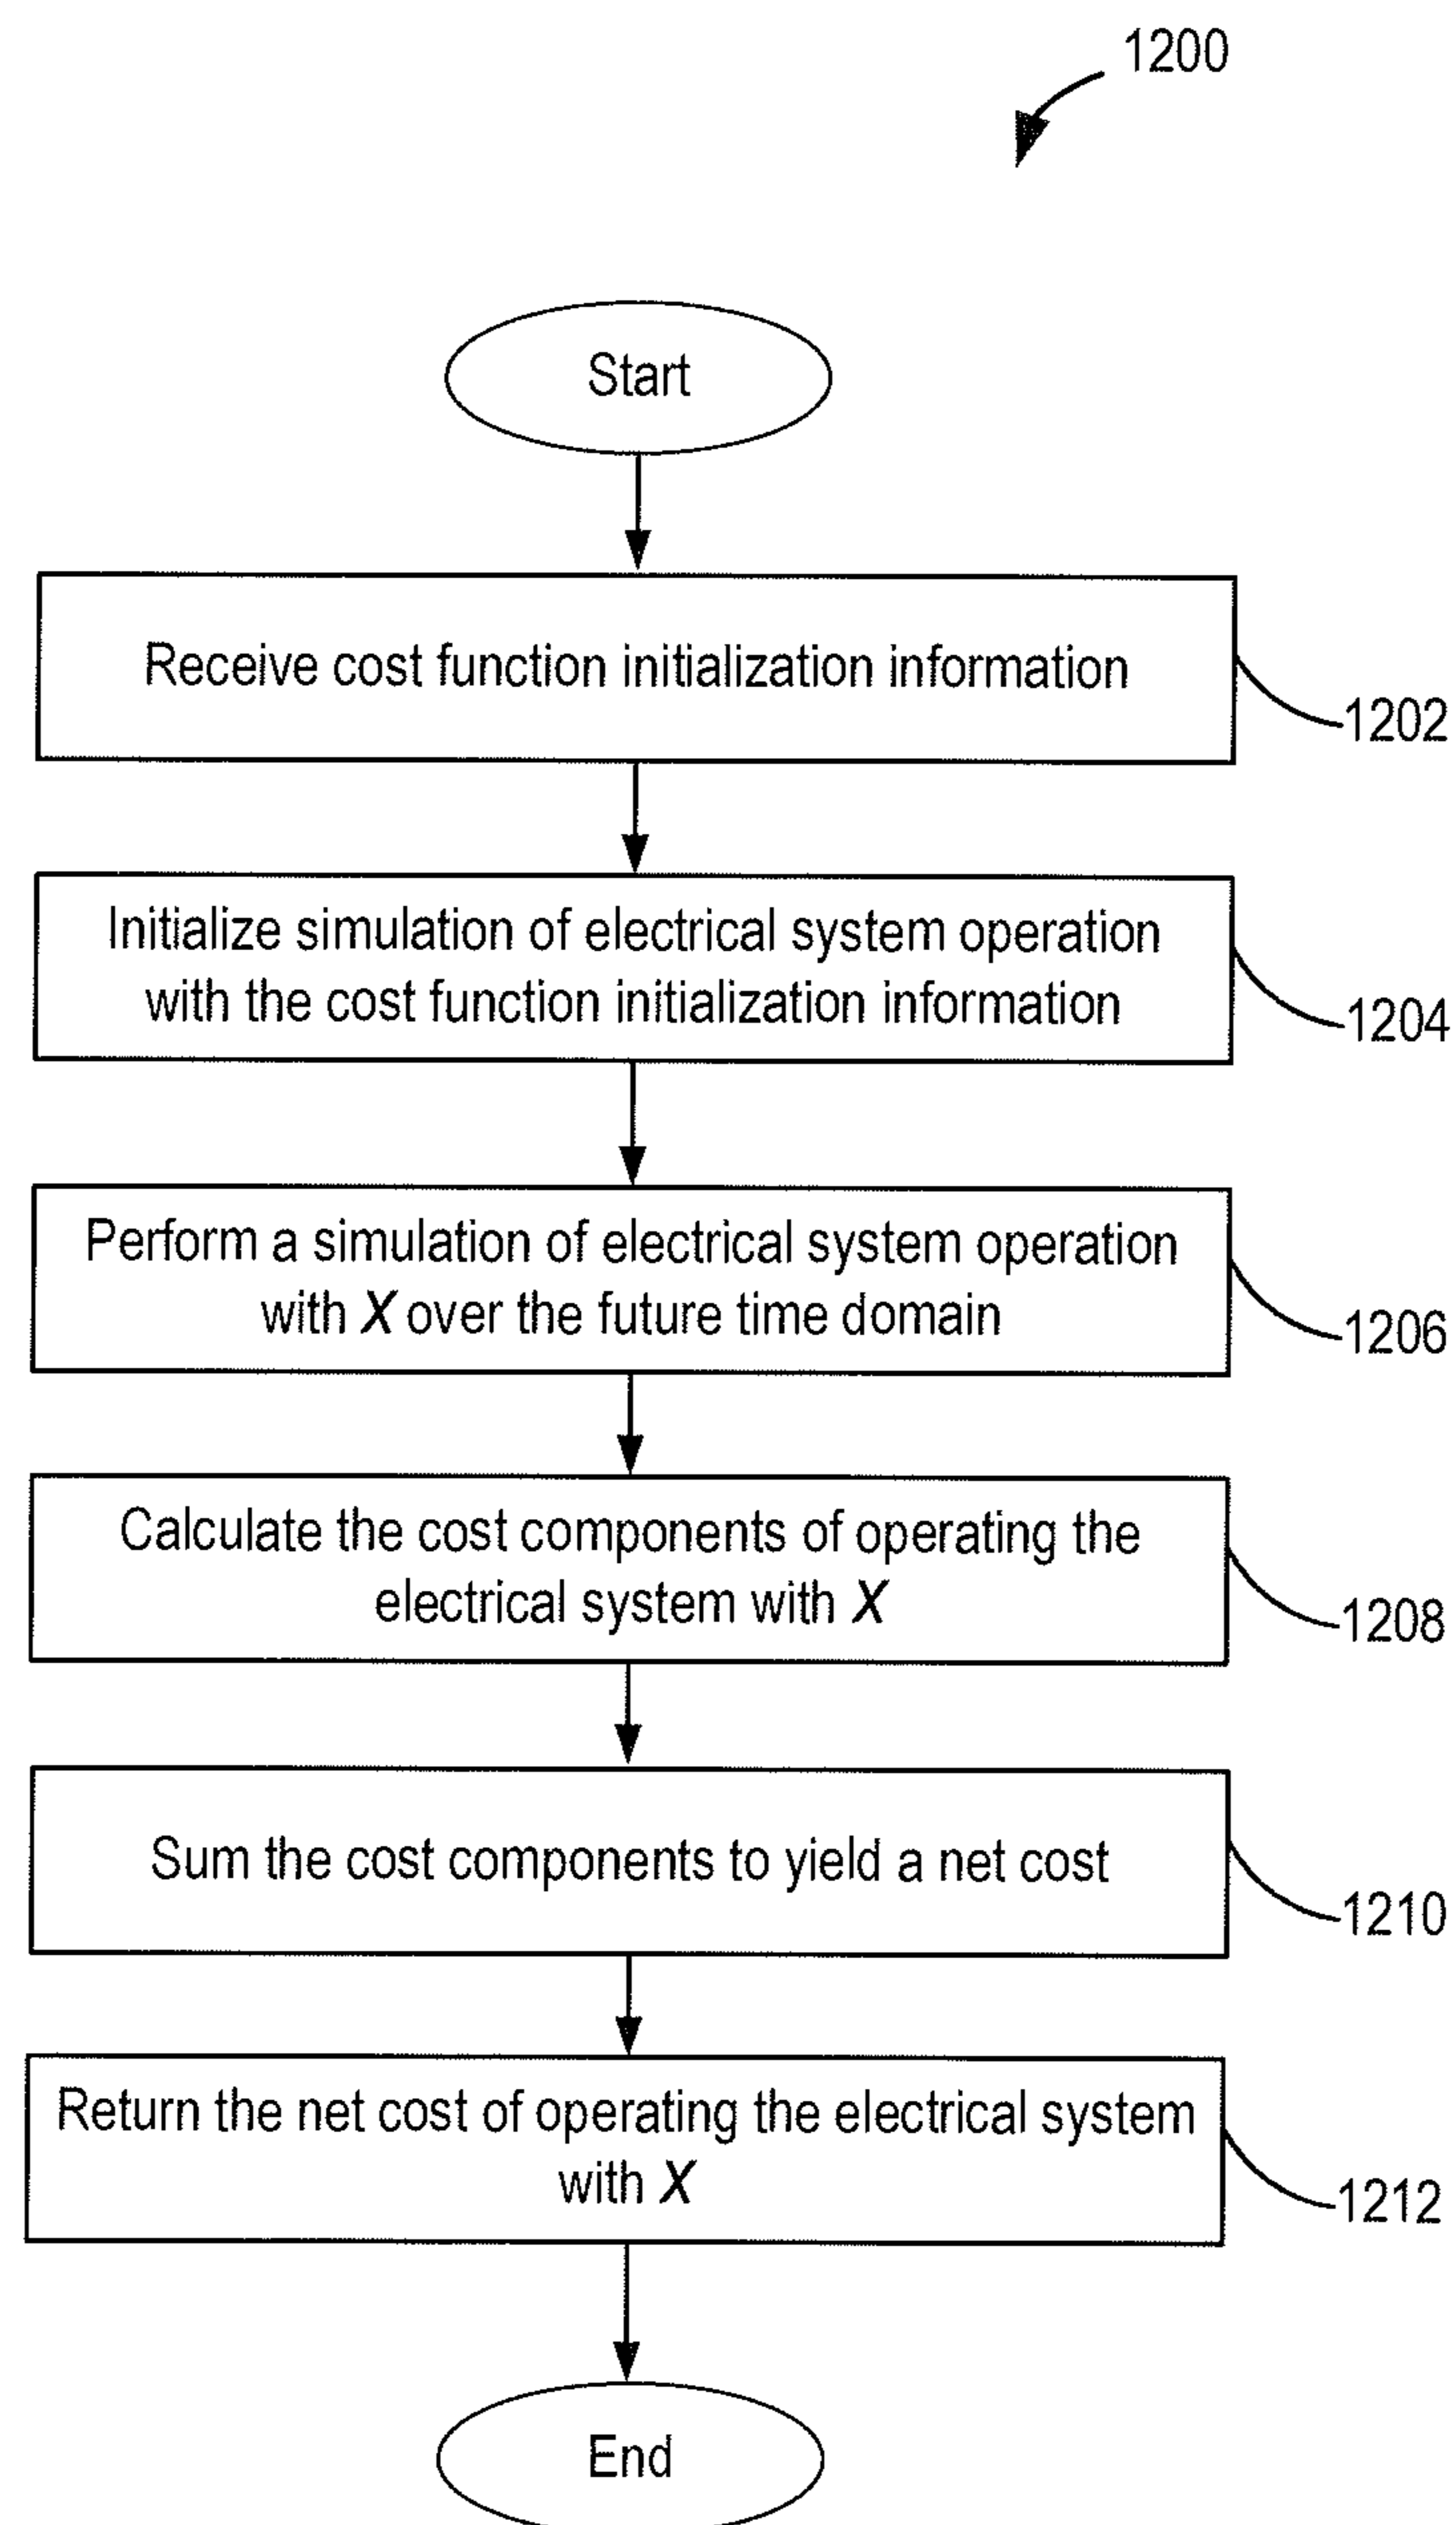 1200
Start
Receive cost function initialization information
1202
Initialize simulation of electrical system operation
with the cost function initialization information
1204
Perform a simulation of electrical system operation
with X over the future time domain
1206
Calculate the cost components of operating the
electrical system with X
1208
Sum the cost components to yield a net cost
1210
Return the net cost of operating the electrical system
with X
1212
End